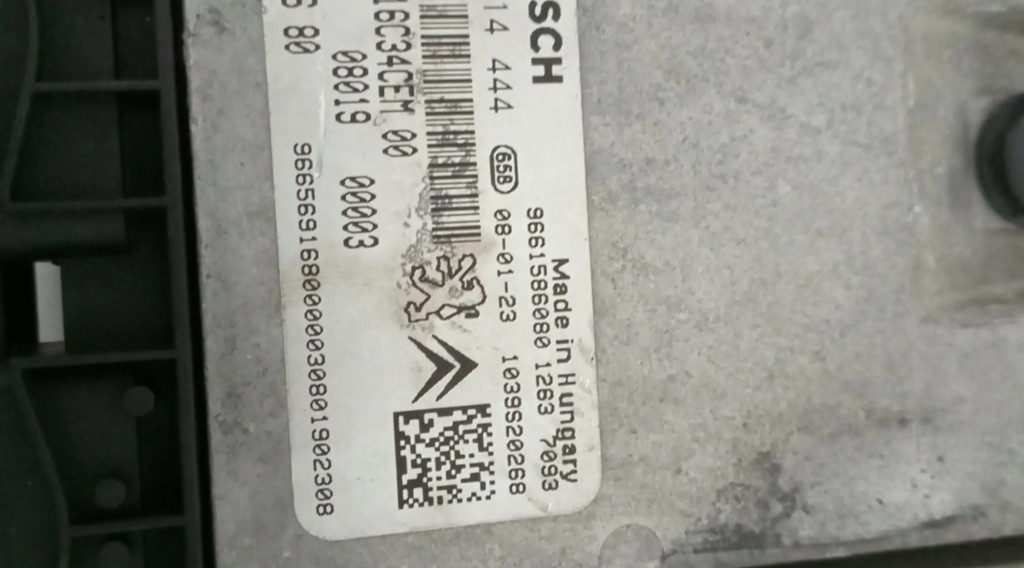 SCH
Made in Hungary
9661586080 1263 7093
14 444 658 08-01-23 1039S20268
16C34CEM 00
08019 00003
80
9665691680000030801902308